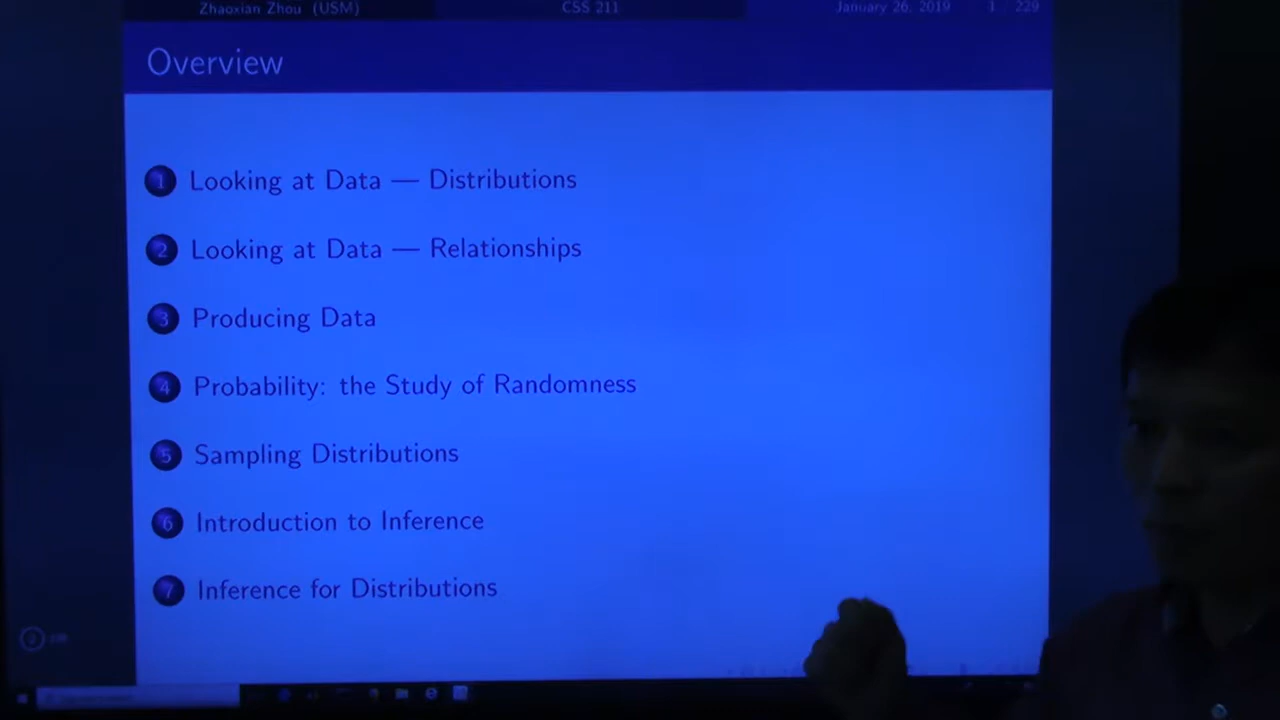 Zhaoxian Zhou (USM) CSS 211 January 26, 2019 1 / 229
Overview
1 Looking at Data — Distributions
2 Looking at Data — Relationships
3 Producing Data
4 Probability: the Study of Randomness
5 Sampling Distributions
6 Introduction to Inference
7 Inference for Distributions